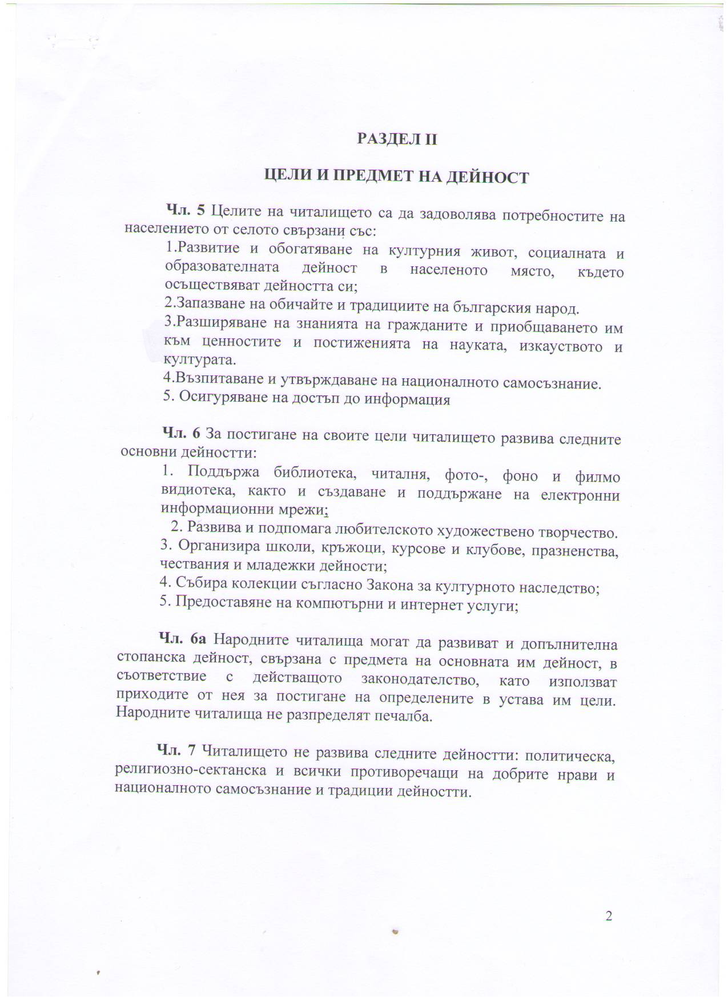 РАЗДЕЛ II
ЦЕЛИ И ПРЕДМЕТ НА ДЕЙНОСТ
Чл. 5 Целите на читалището са да задоволява потребностите на
населението от селото свързани със:
1.Развитие и обогатяване на културния живот, социалната и
образователната дейност в населеното място, където
осъществяват дейността си;
2.Запазване на обичайте и традициите на българския народ.
3.Разширяване на знанията на гражданите и приобщаването им
към ценностите и постиженията на науката, изкауството и
културата.
4.Възпитаване и утвърждаване на националното самосъзнание.
5. Осигуряване на достъп до информация
Чл. 6 За постигане на своите цели читалището развива следните
основни дейностти:
1. Поддържа библиотека, читалня, фото-, фоно и филмо
видиотека, както и създаване и поддържане на електронни
информационни мрежи;
2. Развива и подпомага любителското художествено творчество.
3. Организира школи, кръжоци, курсове и клубове, празненства,
чествания и младежки дейности;
4. Събира колекции съгласно Закона за културното наследство;
5. Предоставяне на компютърни и интернет услуги;
Чл. 6а Народните читалища могат да развиват и допълнителна
стопанска дейност, свързана с предмета на основната им дейност, в
съответствие с действащото законодателство, като използват
приходите от нея за постигане на определените в устава им цели.
Народните читалища не разпределят печалба.
Чл. 7 Читалището не развива следните дейностти: политическа,
религиозно-сектанска и всички противоречащи на добрите нрави и
националното самосъзнание и традиции дейностти.
2